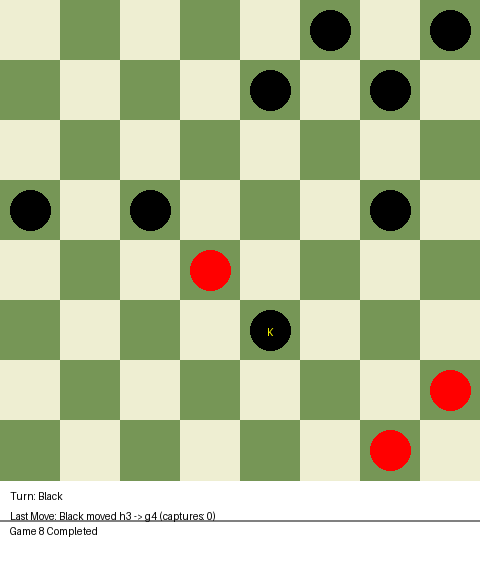 K
Turn: Black
Last Move: Black moved h3 -> g4 (captures: 0)
Game 8 Completed